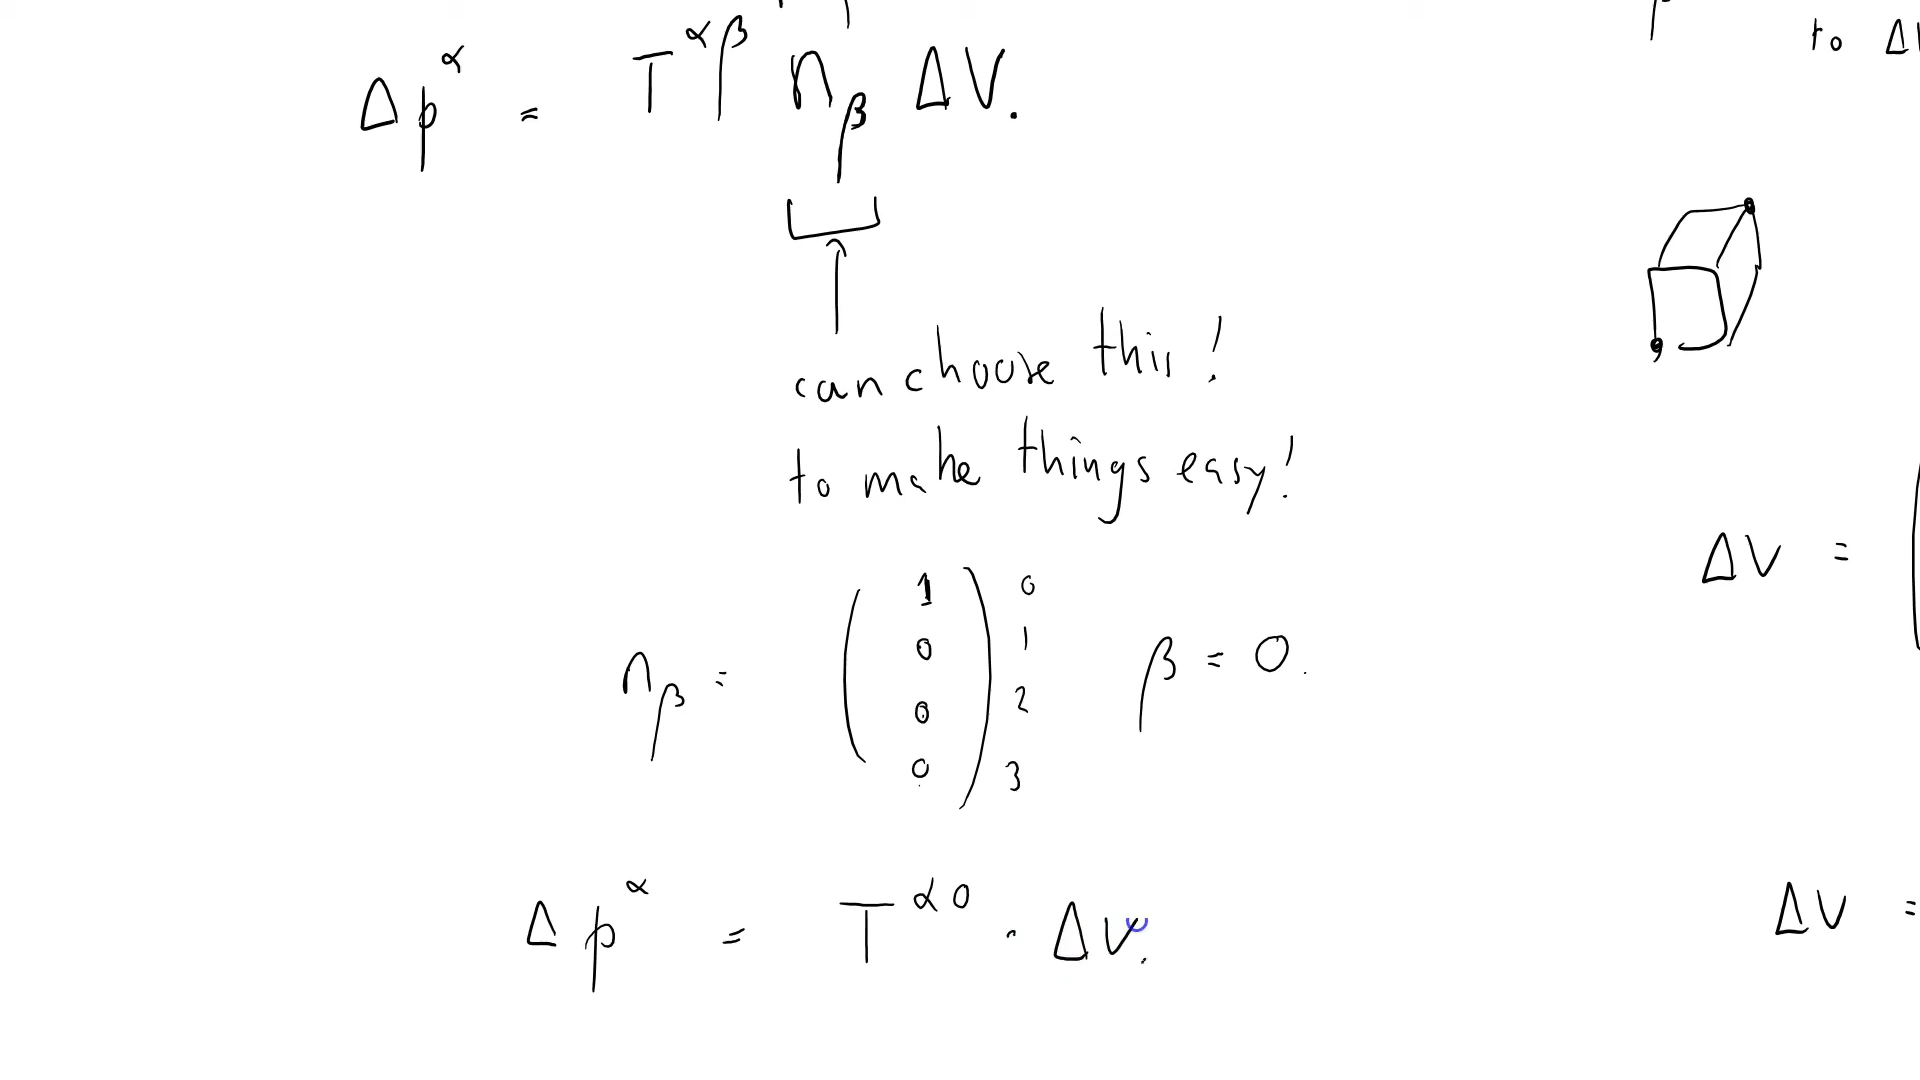 Δp^α = T^αβ n_β ΔV.
to Δ
can choose this!
to make things easy!
ΔV =
n_β = (1 0 0 0) 0 1 2 3 β = 0.
Δp^α = T^α0 · ΔV.
ΔV =